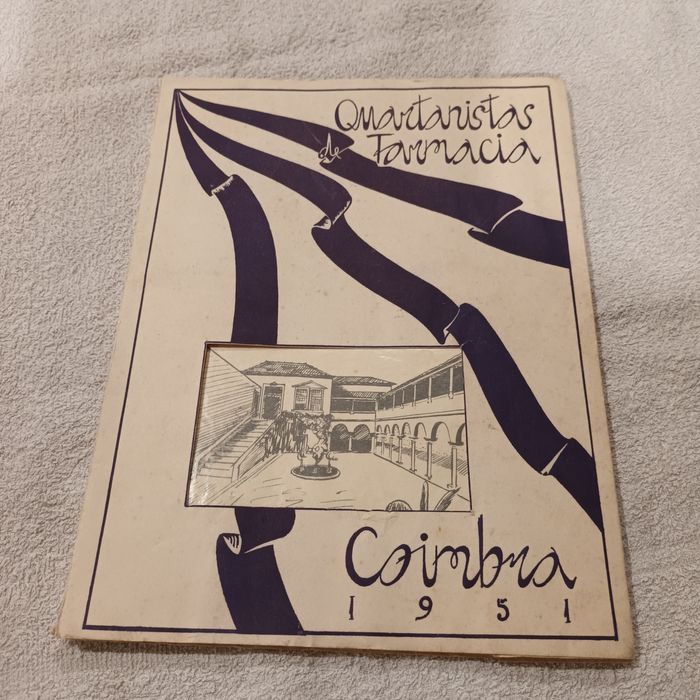 Quartanistas
de Farmacia
Coimbra
1951